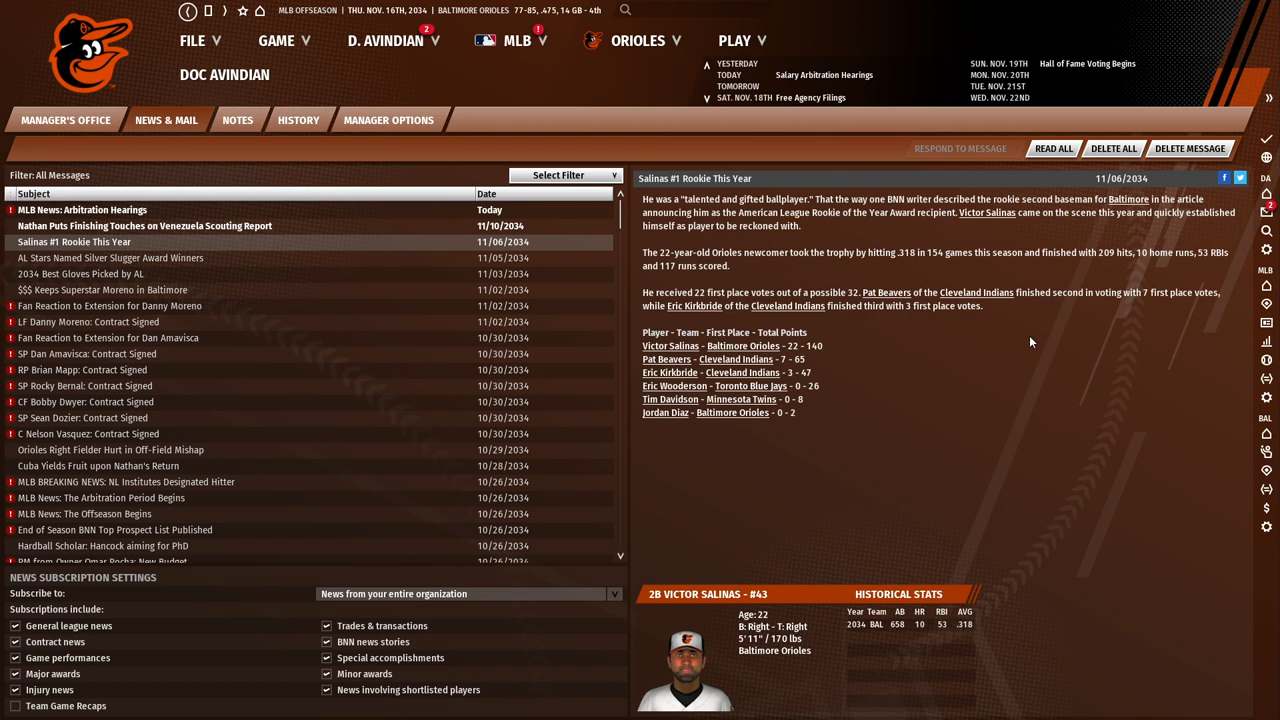 MLB OFFSEASON | THU. NOV. 16TH, 2034 | BALTIMORE ORIOLES 77-85, .475, 14 GB - 4th
FILE GAME D. AVINDIAN 2 MLB ! ORIOLES PLAY
DOC AVINDIAN
YESTERDAY
TODAY Salary Arbitration Hearings
TOMORROW
SAT. NOV. 18TH Free Agency Filings
SUN. NOV. 19TH Hall of Fame Voting Begins
MON. NOV. 20TH
TUE. NOV. 21ST
WED. NOV. 22ND
MANAGER'S OFFICE NEWS & MAIL NOTES HISTORY MANAGER OPTIONS
RESPOND TO MESSAGE READ ALL DELETE ALL DELETE MESSAGE
Filter: All Messages Select Filter
Subject Date
MLB News: Arbitration Hearings Today
Nathan Puts Finishing Touches on Venezuela Scouting Report 11/10/2034
Salinas #1 Rookie This Year 11/06/2034
AL Stars Named Silver Slugger Award Winners 11/05/2034
2034 Best Gloves Picked by AL 11/03/2034
$$$ Keeps Superstar Moreno in Baltimore 11/02/2034
Fan Reaction to Extension for Danny Moreno 11/02/2034
LF Danny Moreno: Contract Signed 11/02/2034
Fan Reaction to Extension for Dan Amavisca 10/30/2034
SP Dan Amavisca: Contract Signed 10/30/2034
RP Brian Mapp: Contract Signed 10/30/2034
SP Rocky Bernal: Contract Signed 10/30/2034
CF Bobby Dwyer: Contract Signed 10/30/2034
SP Sean Dozier: Contract Signed 10/30/2034
C Nelson Vasquez: Contract Signed 10/30/2034
Orioles Right Fielder Hurt in Off-Field Mishap 10/29/2034
Cuba Yields Fruit upon Nathan's Return 10/28/2034
MLB BREAKING NEWS: NL Institutes Designated Hitter 10/26/2034
MLB News: The Arbitration Period Begins 10/26/2034
MLB News: The Offseason Begins 10/26/2034
End of Season BNN Top Prospect List Published 10/26/2034
Hardball Scholar: Hancock aiming for PhD 10/26/2034
PM from Owner Omar Rocha: New Budget 10/26/2034
NEWS SUBSCRIPTION SETTINGS
Subscribe to: News from your entire organization
Subscriptions include:
General league news Trades & transactions
Contract news BNN news stories
Game performances Special accomplishments
Major awards Minor awards
Injury news News involving shortlisted players
Team Game Recaps
Salinas #1 Rookie This Year 11/06/2034
He was a "talented and gifted ballplayer." That the way one BNN writer described the rookie second baseman for Baltimore in the article
announcing him as the American League Rookie of the Year Award recipient. Victor Salinas came on the scene this year and quickly established
himself as player to be reckoned with.
The 22-year-old Orioles newcomer took the trophy by hitting .318 in 154 games this season and finished with 209 hits, 10 home runs, 53 RBIs
and 117 runs scored.
He received 22 first place votes out of a possible 32. Pat Beavers of the Cleveland Indians finished second in voting with 7 first place votes,
while Eric Kirkbride of the Cleveland Indians finished third with 3 first place votes.
Player - Team - First Place - Total Points
Victor Salinas - Baltimore Orioles - 22 - 140
Pat Beavers - Cleveland Indians - 7 - 65
Eric Kirkbride - Cleveland Indians - 3 - 47
Eric Wooderson - Toronto Blue Jays - 0 - 26
Tim Davidson - Minnesota Twins - 0 - 8
Jordan Diaz - Baltimore Orioles - 0 - 2
2B VICTOR SALINAS - #43
Age: 22
B: Right - T: Right
5' 11" / 170 lbs
Baltimore Orioles
HISTORICAL STATS
Year Team AB HR RBI AVG
2034 BAL 658 10 53 .318
DA
2
MLB
BAL
$